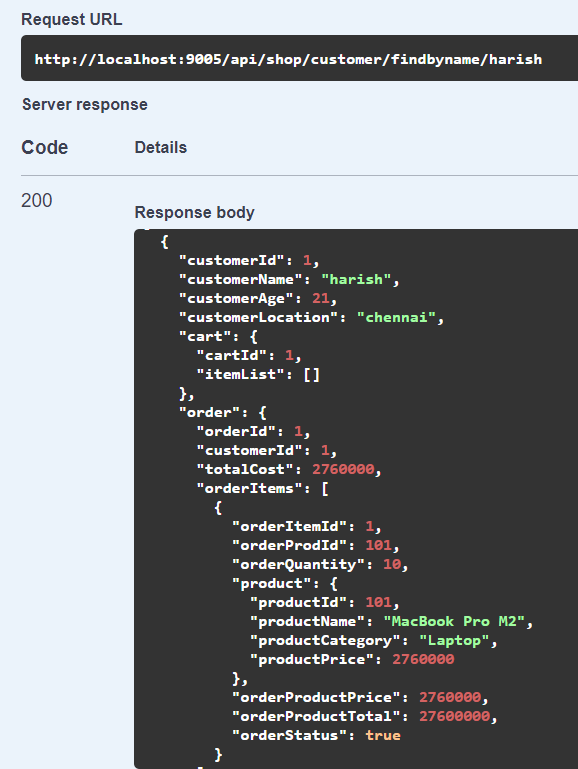 Request URL
http://localhost:9005/api/shop/customer/findbyname/harish
Server response
Code Details
200
Response body
{
"customerId": 1,
"customerName": "harish",
"customerAge": 21,
"customerLocation": "chennai",
"cart": {
"cartId": 1,
"itemList": []
},
"order": {
"orderId": 1,
"customerId": 1,
"totalCost": 2760000,
"orderItems": [
{
"orderItemId": 1,
"orderProdId": 101,
"orderQuantity": 10,
"product": {
"productId": 101,
"productName": "MacBook Pro M2",
"productCategory": "Laptop",
"productPrice": 2760000
},
"orderProductPrice": 2760000,
"orderProductTotal": 27600000,
"orderStatus": true
}